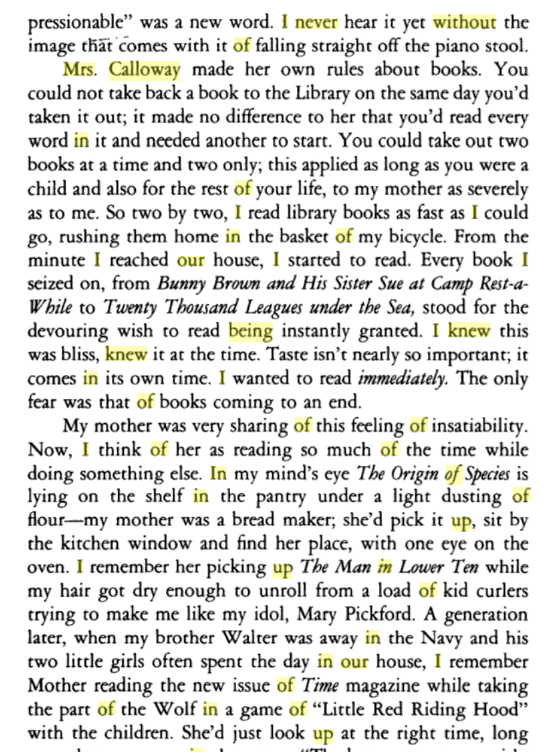 pressionable” was a new word. I never hear it yet without the
image that comes with it of falling straight off the piano stool.
Mrs. Calloway made her own rules about books. You
could not take back a book to the Library on the same day you’d
taken it out; it made no difference to her that you’d read every
word in it and needed another to start. You could take out two
books at a time and two only; this applied as long as you were a
child and also for the rest of your life, to my mother as severely
as to me. So two by two, I read library books as fast as I could
go, rushing them home in the basket of my bicycle. From the
minute I reached our house, I started to read. Every book I
seized on, from Bunny Brown and His Sister Sue at Camp Rest-a-
While to Twenty Thousand Leagues under the Sea, stood for the
devouring wish to read being instantly granted. I knew this
was bliss, knew it at the time. Taste isn’t nearly so important; it
comes in its own time. I wanted to read immediately. The only
fear was that of books coming to an end.
My mother was very sharing of this feeling of insatiability.
Now, I think of her as reading so much of the time while
doing something else. In my mind’s eye The Origin of Species is
lying on the shelf in the pantry under a light dusting of
flour—my mother was a bread maker; she’d pick it up, sit by
the kitchen window and find her place, with one eye on the
oven. I remember her picking up The Man in Lower Ten while
my hair got dry enough to unroll from a load of kid curlers
trying to make me like my idol, Mary Pickford. A generation
later, when my brother Walter was away in the Navy and his
two little girls often spent the day in our house, I remember
Mother reading the new issue of Time magazine while taking
the part of the Wolf in a game of “Little Red Riding Hood”
with the children. She’d just look up at the right time, long